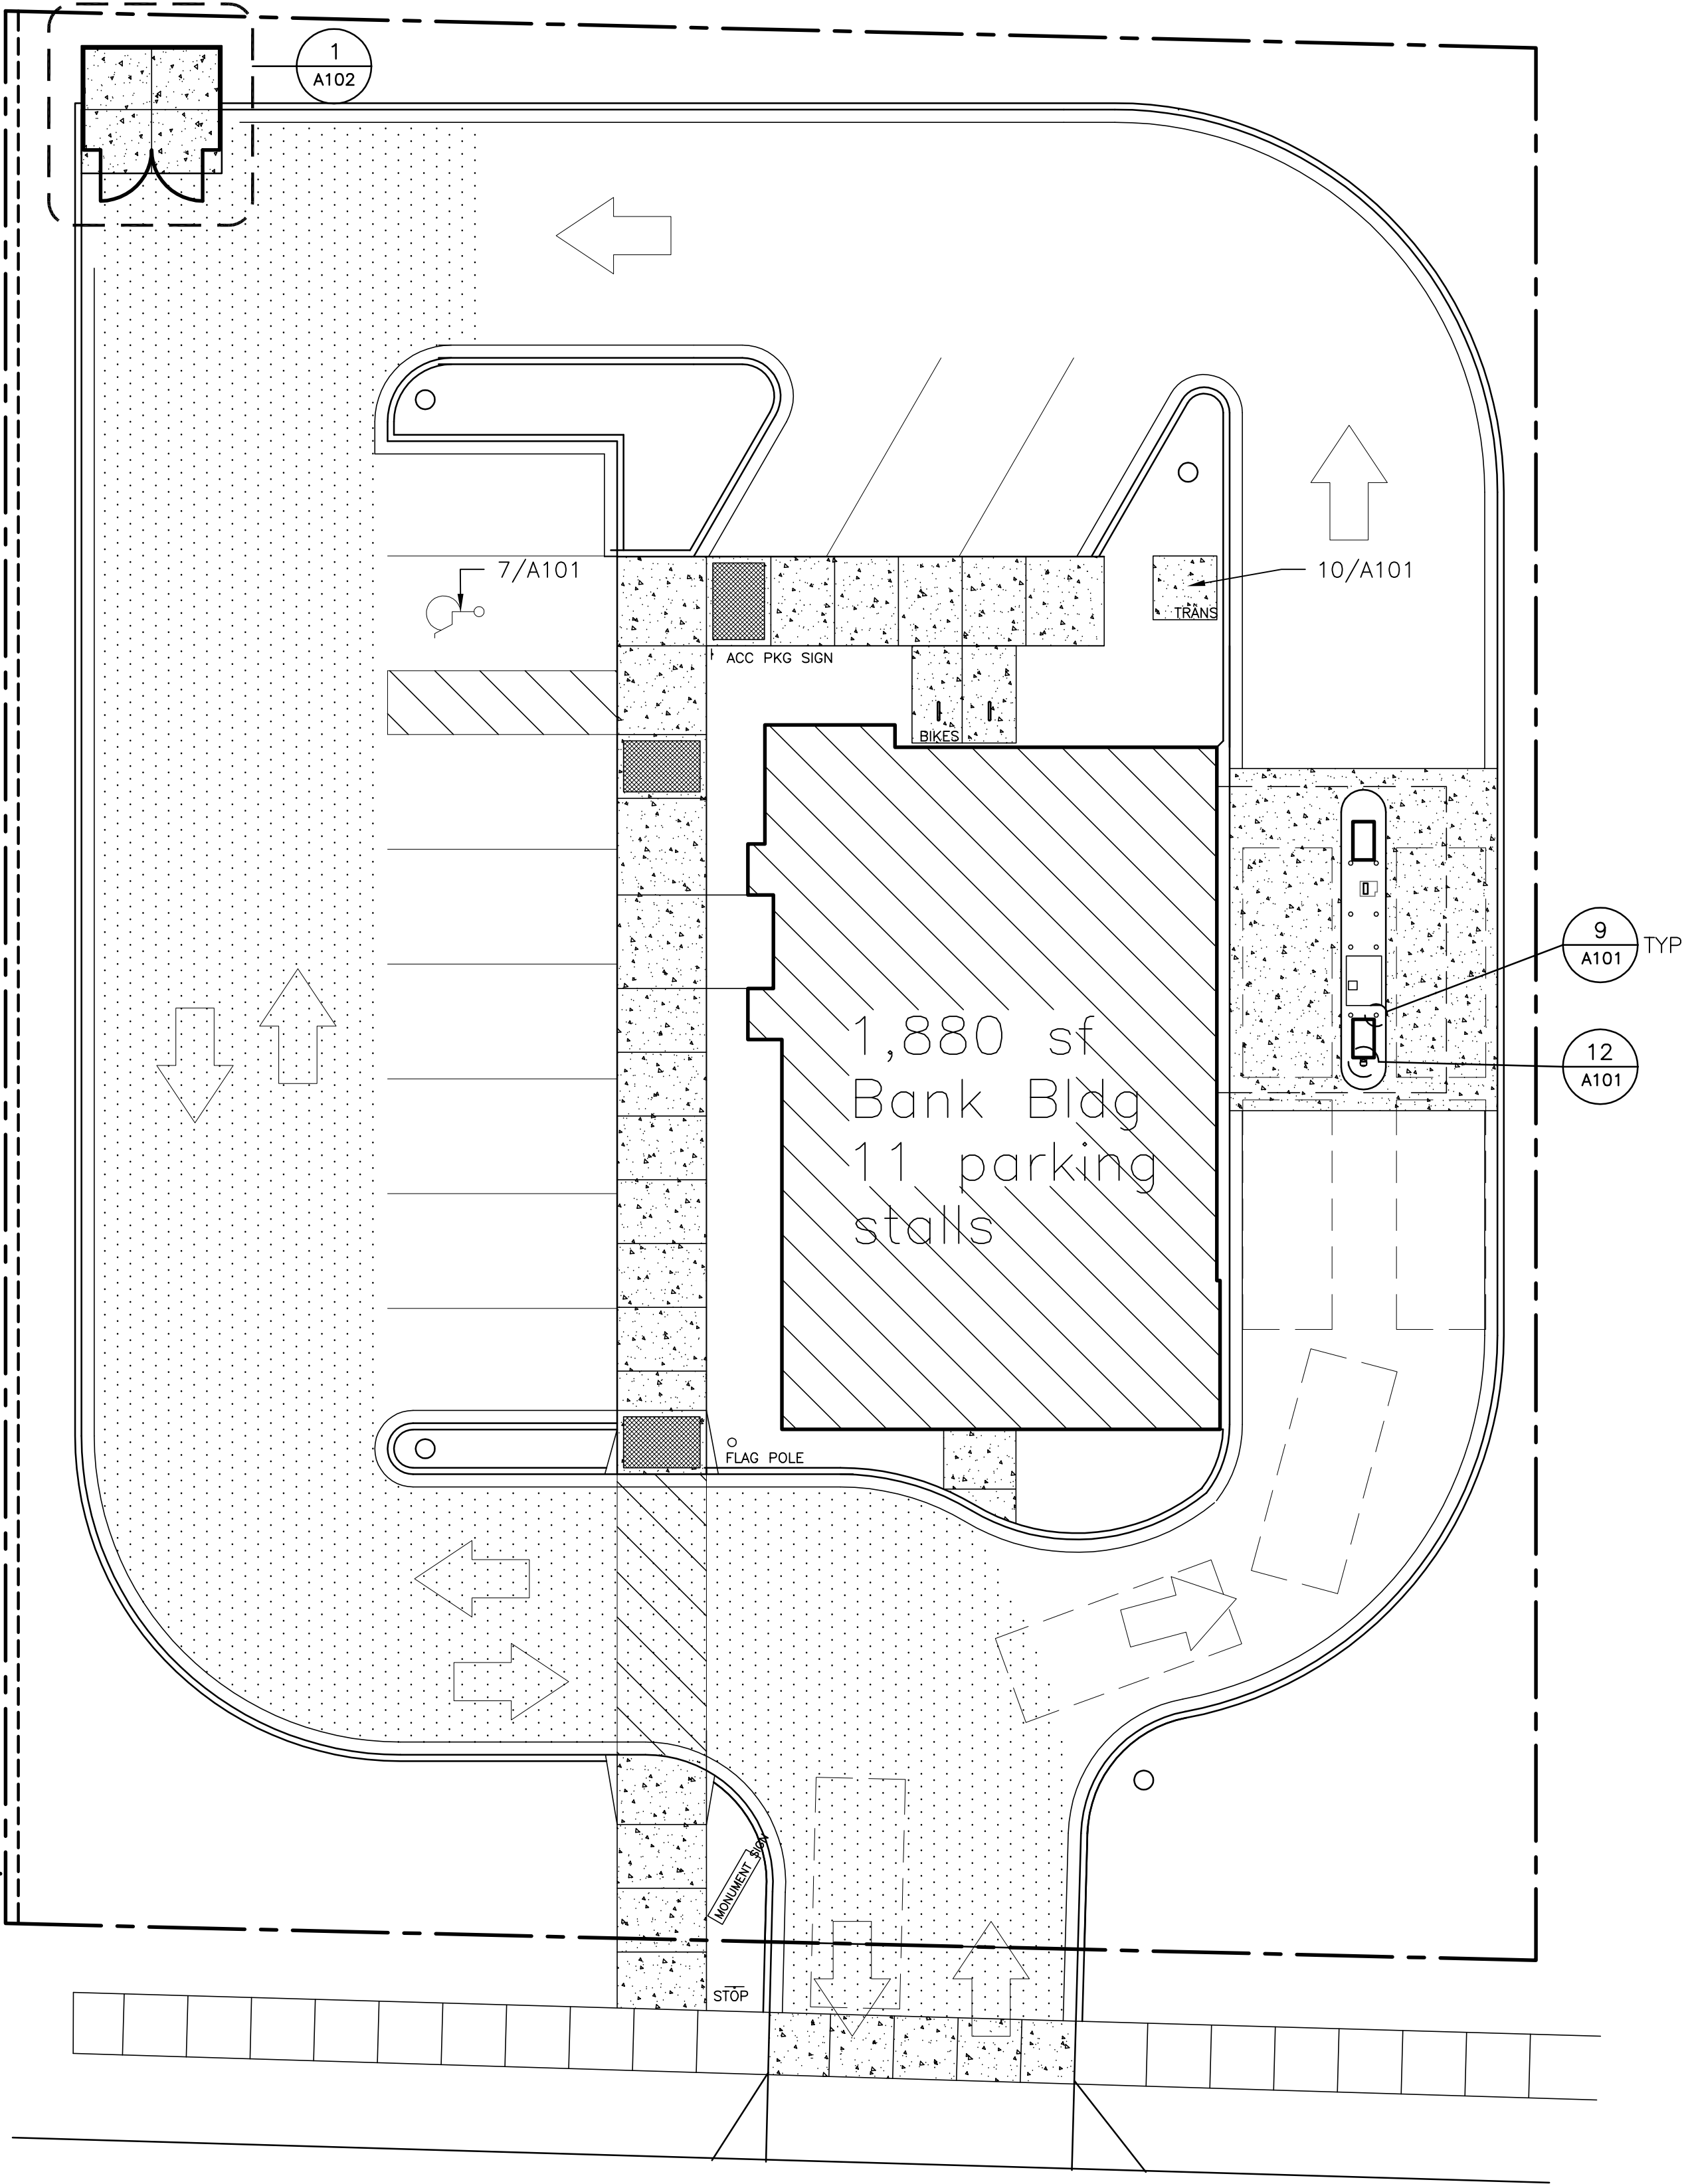 1
A102
7/A101
10/A101
TRANS
ACC PKG SIGN
BIKES
9
A101
TYP
1,880 sf
Bank Bldg
11 parking
stalls
12
A101
FLAG POLE
MONUMENT SIGN
STOP